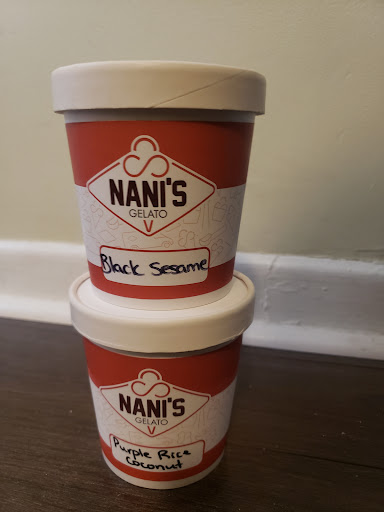 NANI'S
GELATO
Black Sesame
NANI'S
GELATO
Purple Rice
Coconut